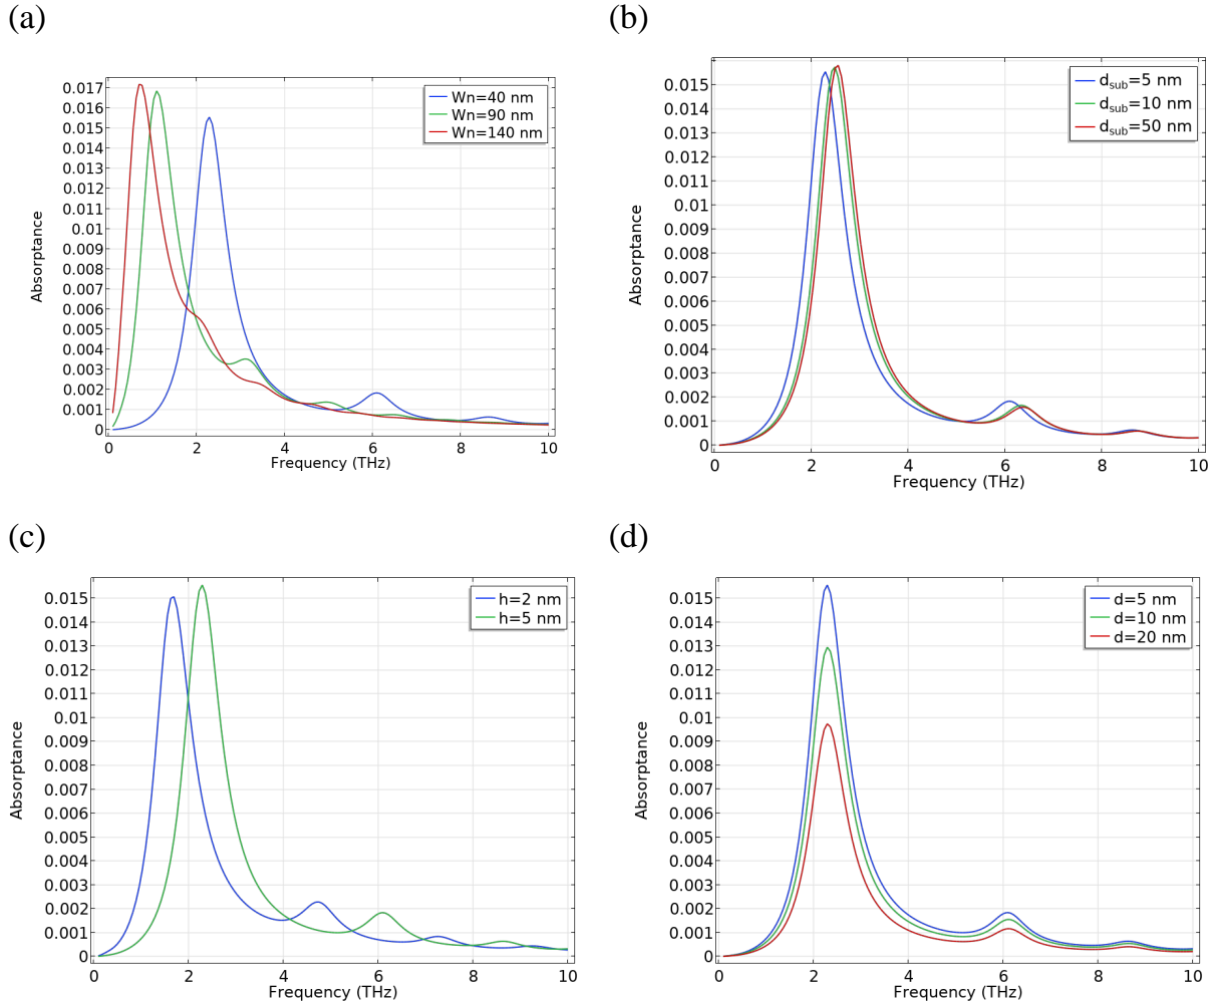 (a)
0.017
0.016
0.015
0.014
0.013
0.012
0.011
0.01
0.009
0.008
0.007
0.006
0.005
0.004
0.003
0.002
0.001
0
Absorptance
0 2 4 6 8 10
Frequency (THz)
Wn=40 nm
Wn=90 nm
Wn=140 nm
(b)
0.015
0.014
0.013
0.012
0.011
0.01
0.009
0.008
0.007
0.006
0.005
0.004
0.003
0.002
0.001
0
Absorptance
0 2 4 6 8 10
Frequency (THz)
dsub=5 nm
dsub=10 nm
dsub=50 nm
(c)
0.015
0.014
0.013
0.012
0.011
0.01
0.009
0.008
0.007
0.006
0.005
0.004
0.003
0.002
0.001
0
Absorptance
0 2 4 6 8 10
Frequency (THz)
h=2 nm
h=5 nm
(d)
0.015
0.014
0.013
0.012
0.011
0.01
0.009
0.008
0.007
0.006
0.005
0.004
0.003
0.002
0.001
0
Absorptance
0 2 4 6 8 10
Frequency (THz)
d=5 nm
d=10 nm
d=20 nm